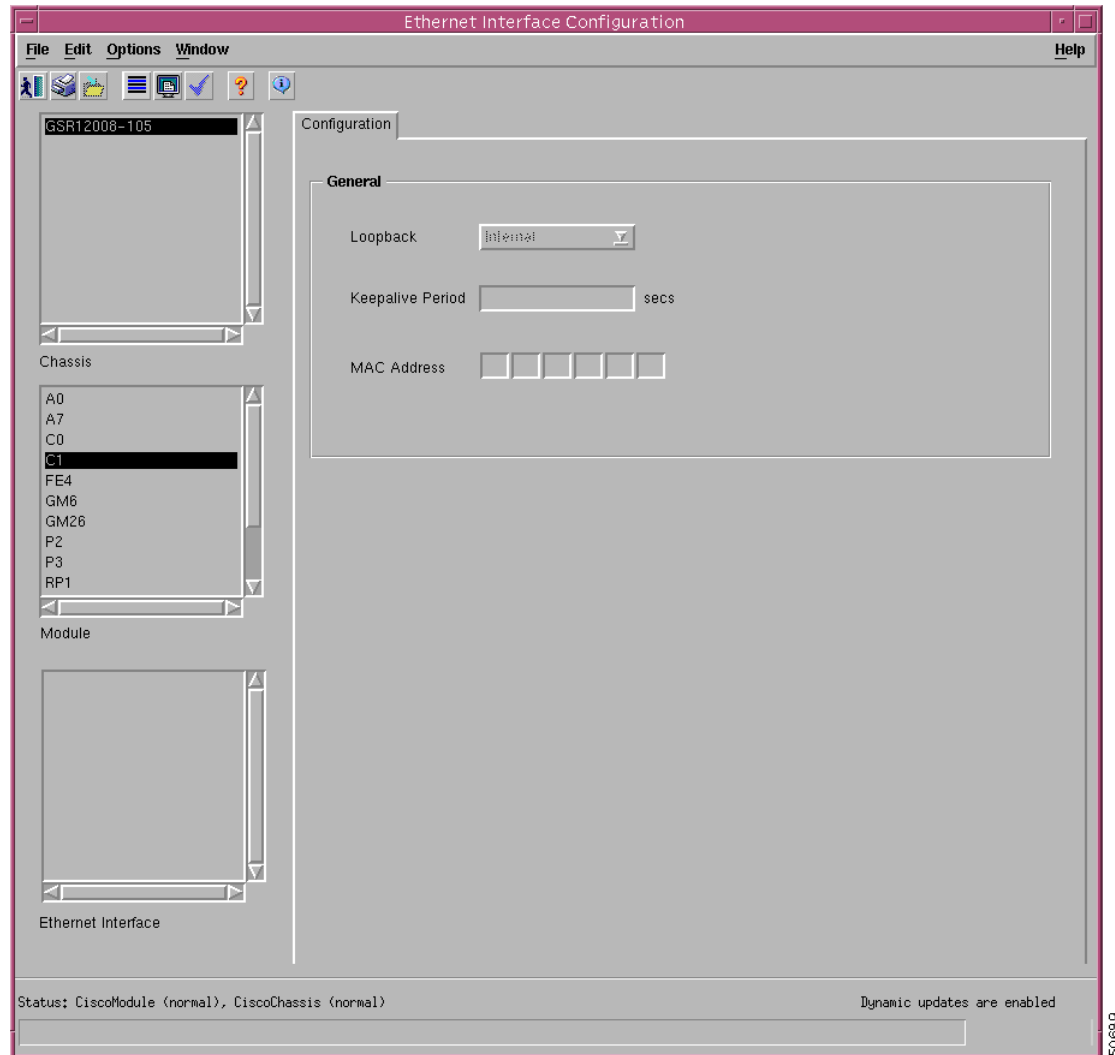 Ethernet Interface Configuration
File Edit Options Window Help
GSR12008-105
Chassis
A0
A7
C0
C1
FE4
GM6
GM26
P2
P3
RP1
Module
Ethernet Interface
Configuration
General
Loopback Internal
Keepalive Period secs
MAC Address
Status: CiscoModule (normal), CiscoChassis (normal) Dynamic updates are enabled